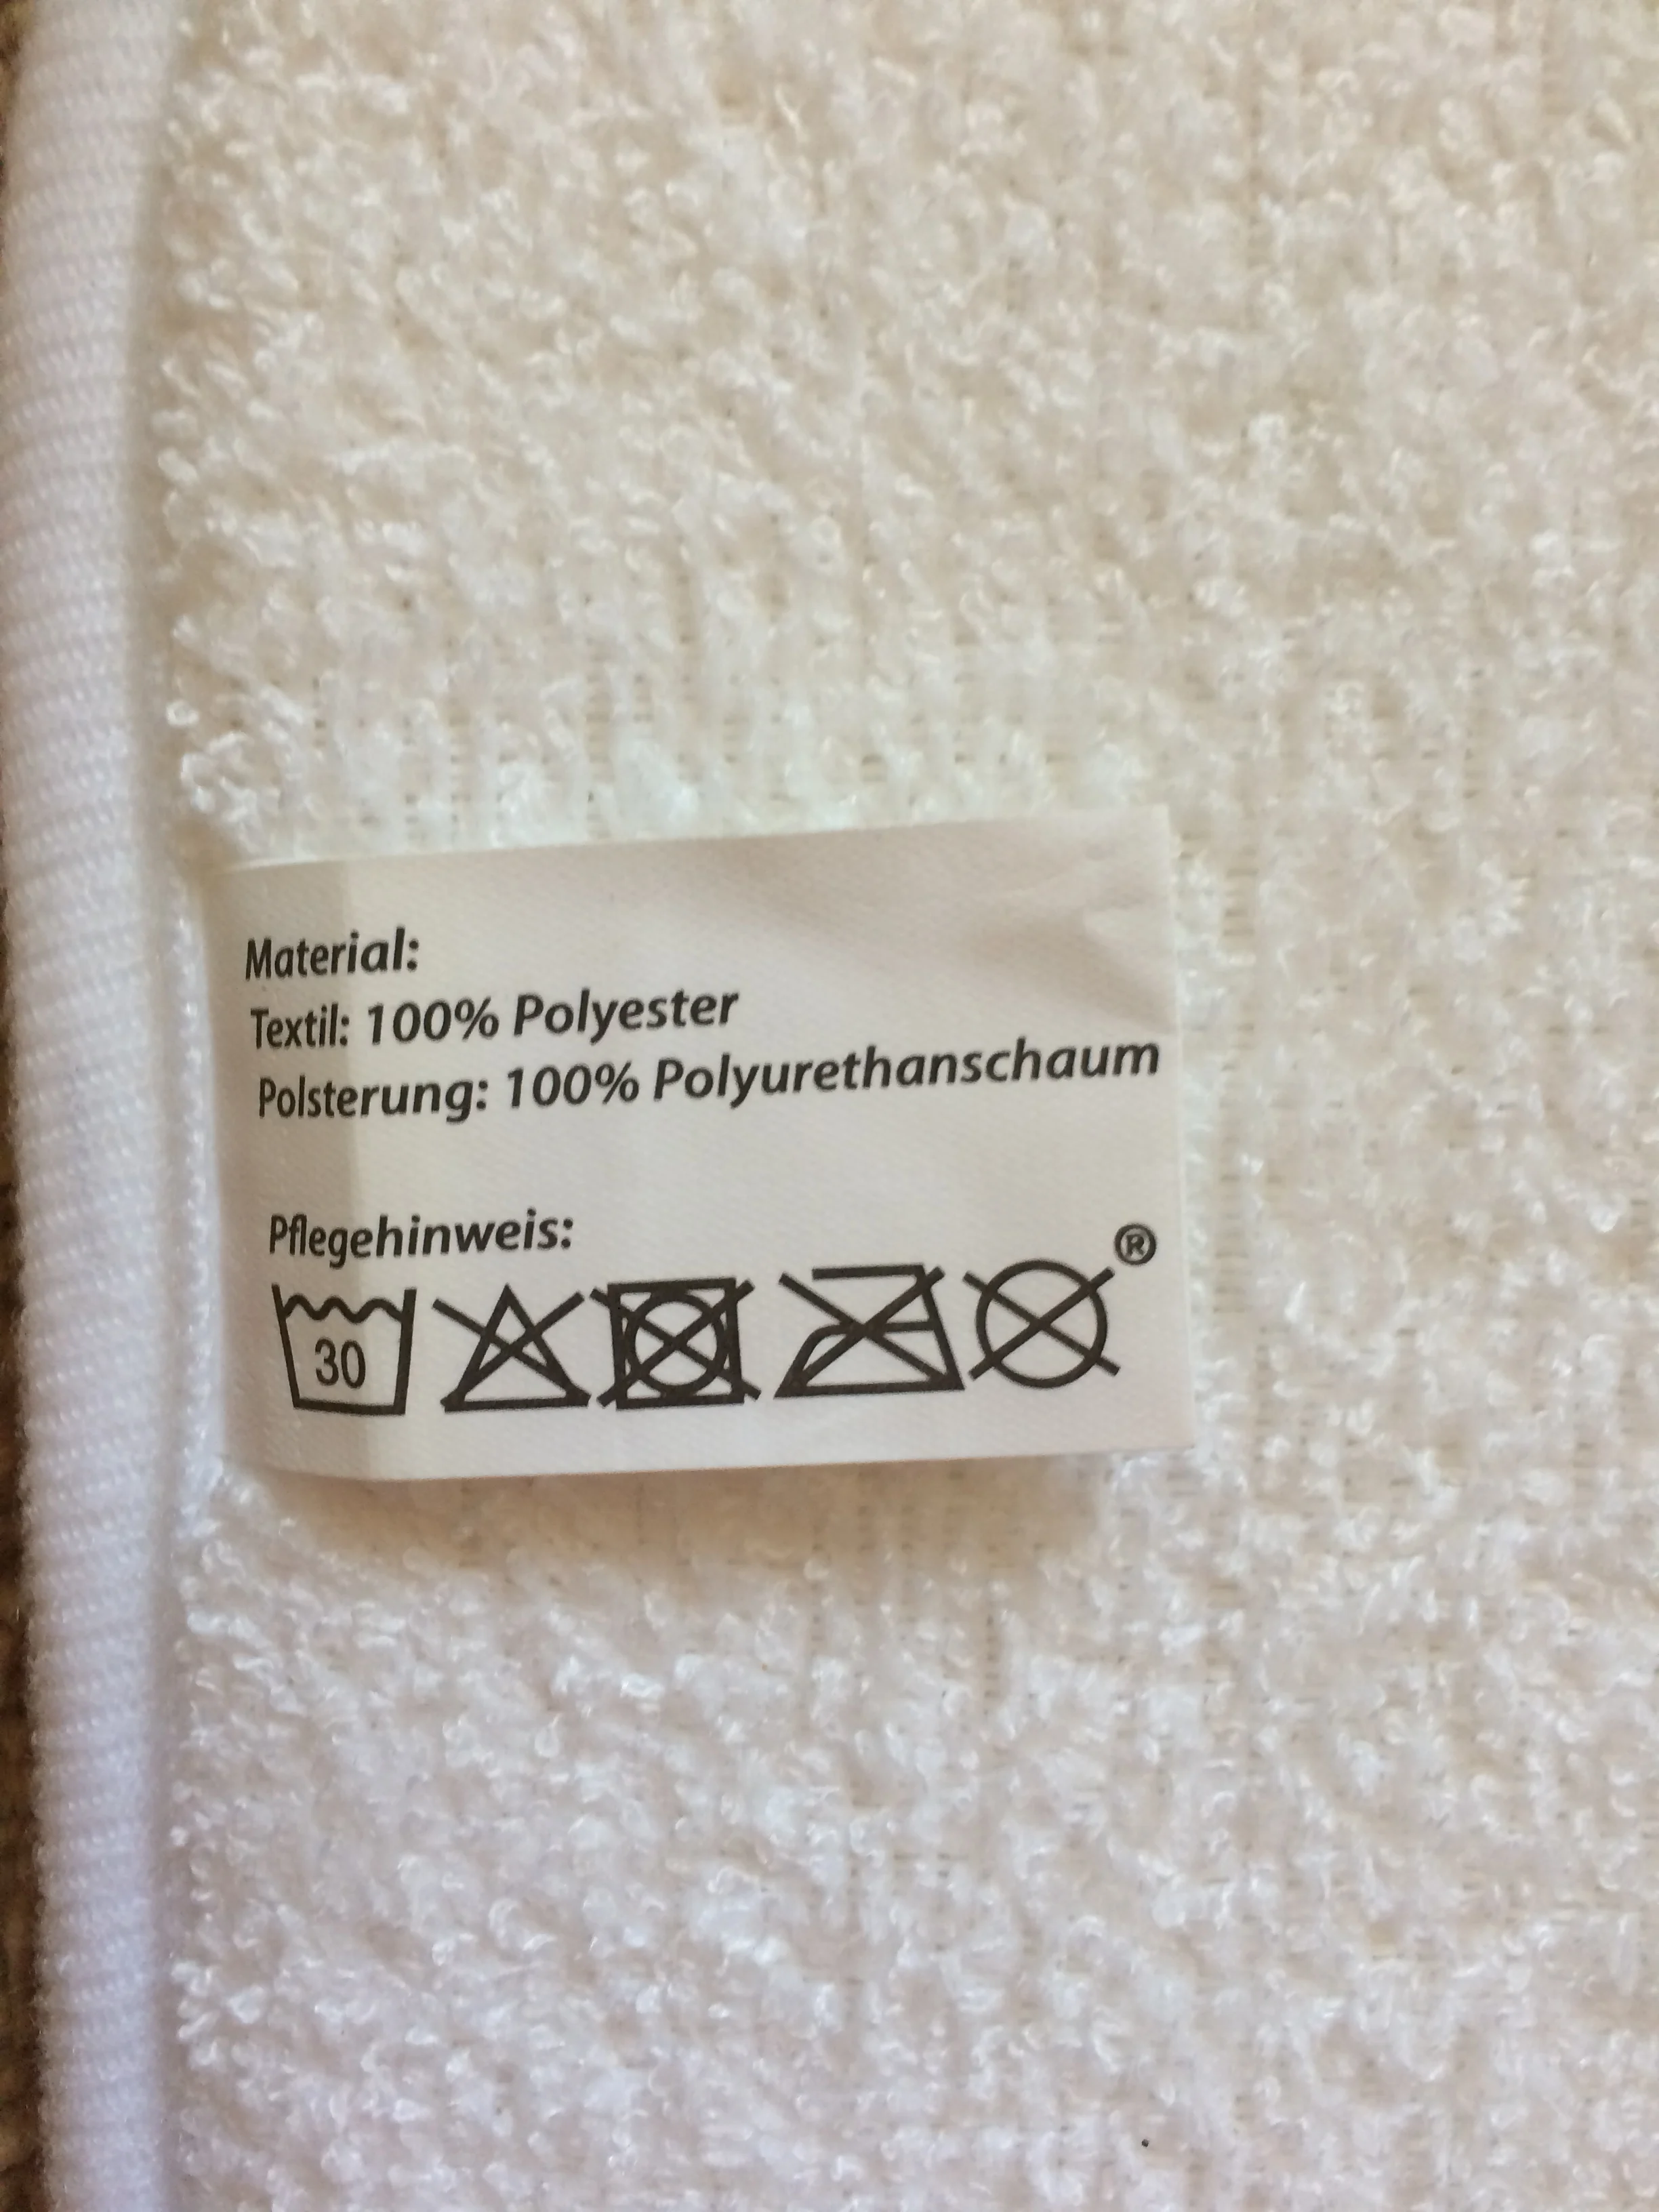 Material:
Textil: 100% Polyester
Polsterung: 100% Polyurethanschaum
Pflegehinweis:
®
30